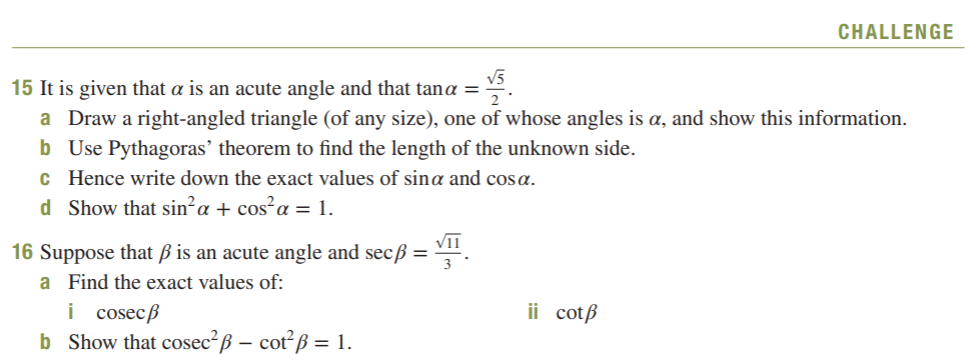 CHALLENGE
15 It is given that α is an acute angle and that tan α = √5/2.
a Draw a right-angled triangle (of any size), one of whose angles is α, and show this information.
b Use Pythagoras’ theorem to find the length of the unknown side.
c Hence write down the exact values of sin α and cos α.
d Show that sin² α + cos² α = 1.
16 Suppose that β is an acute angle and sec β = √11/3.
a Find the exact values of:
i cosec β ii cot β
b Show that cosec² β − cot² β = 1.